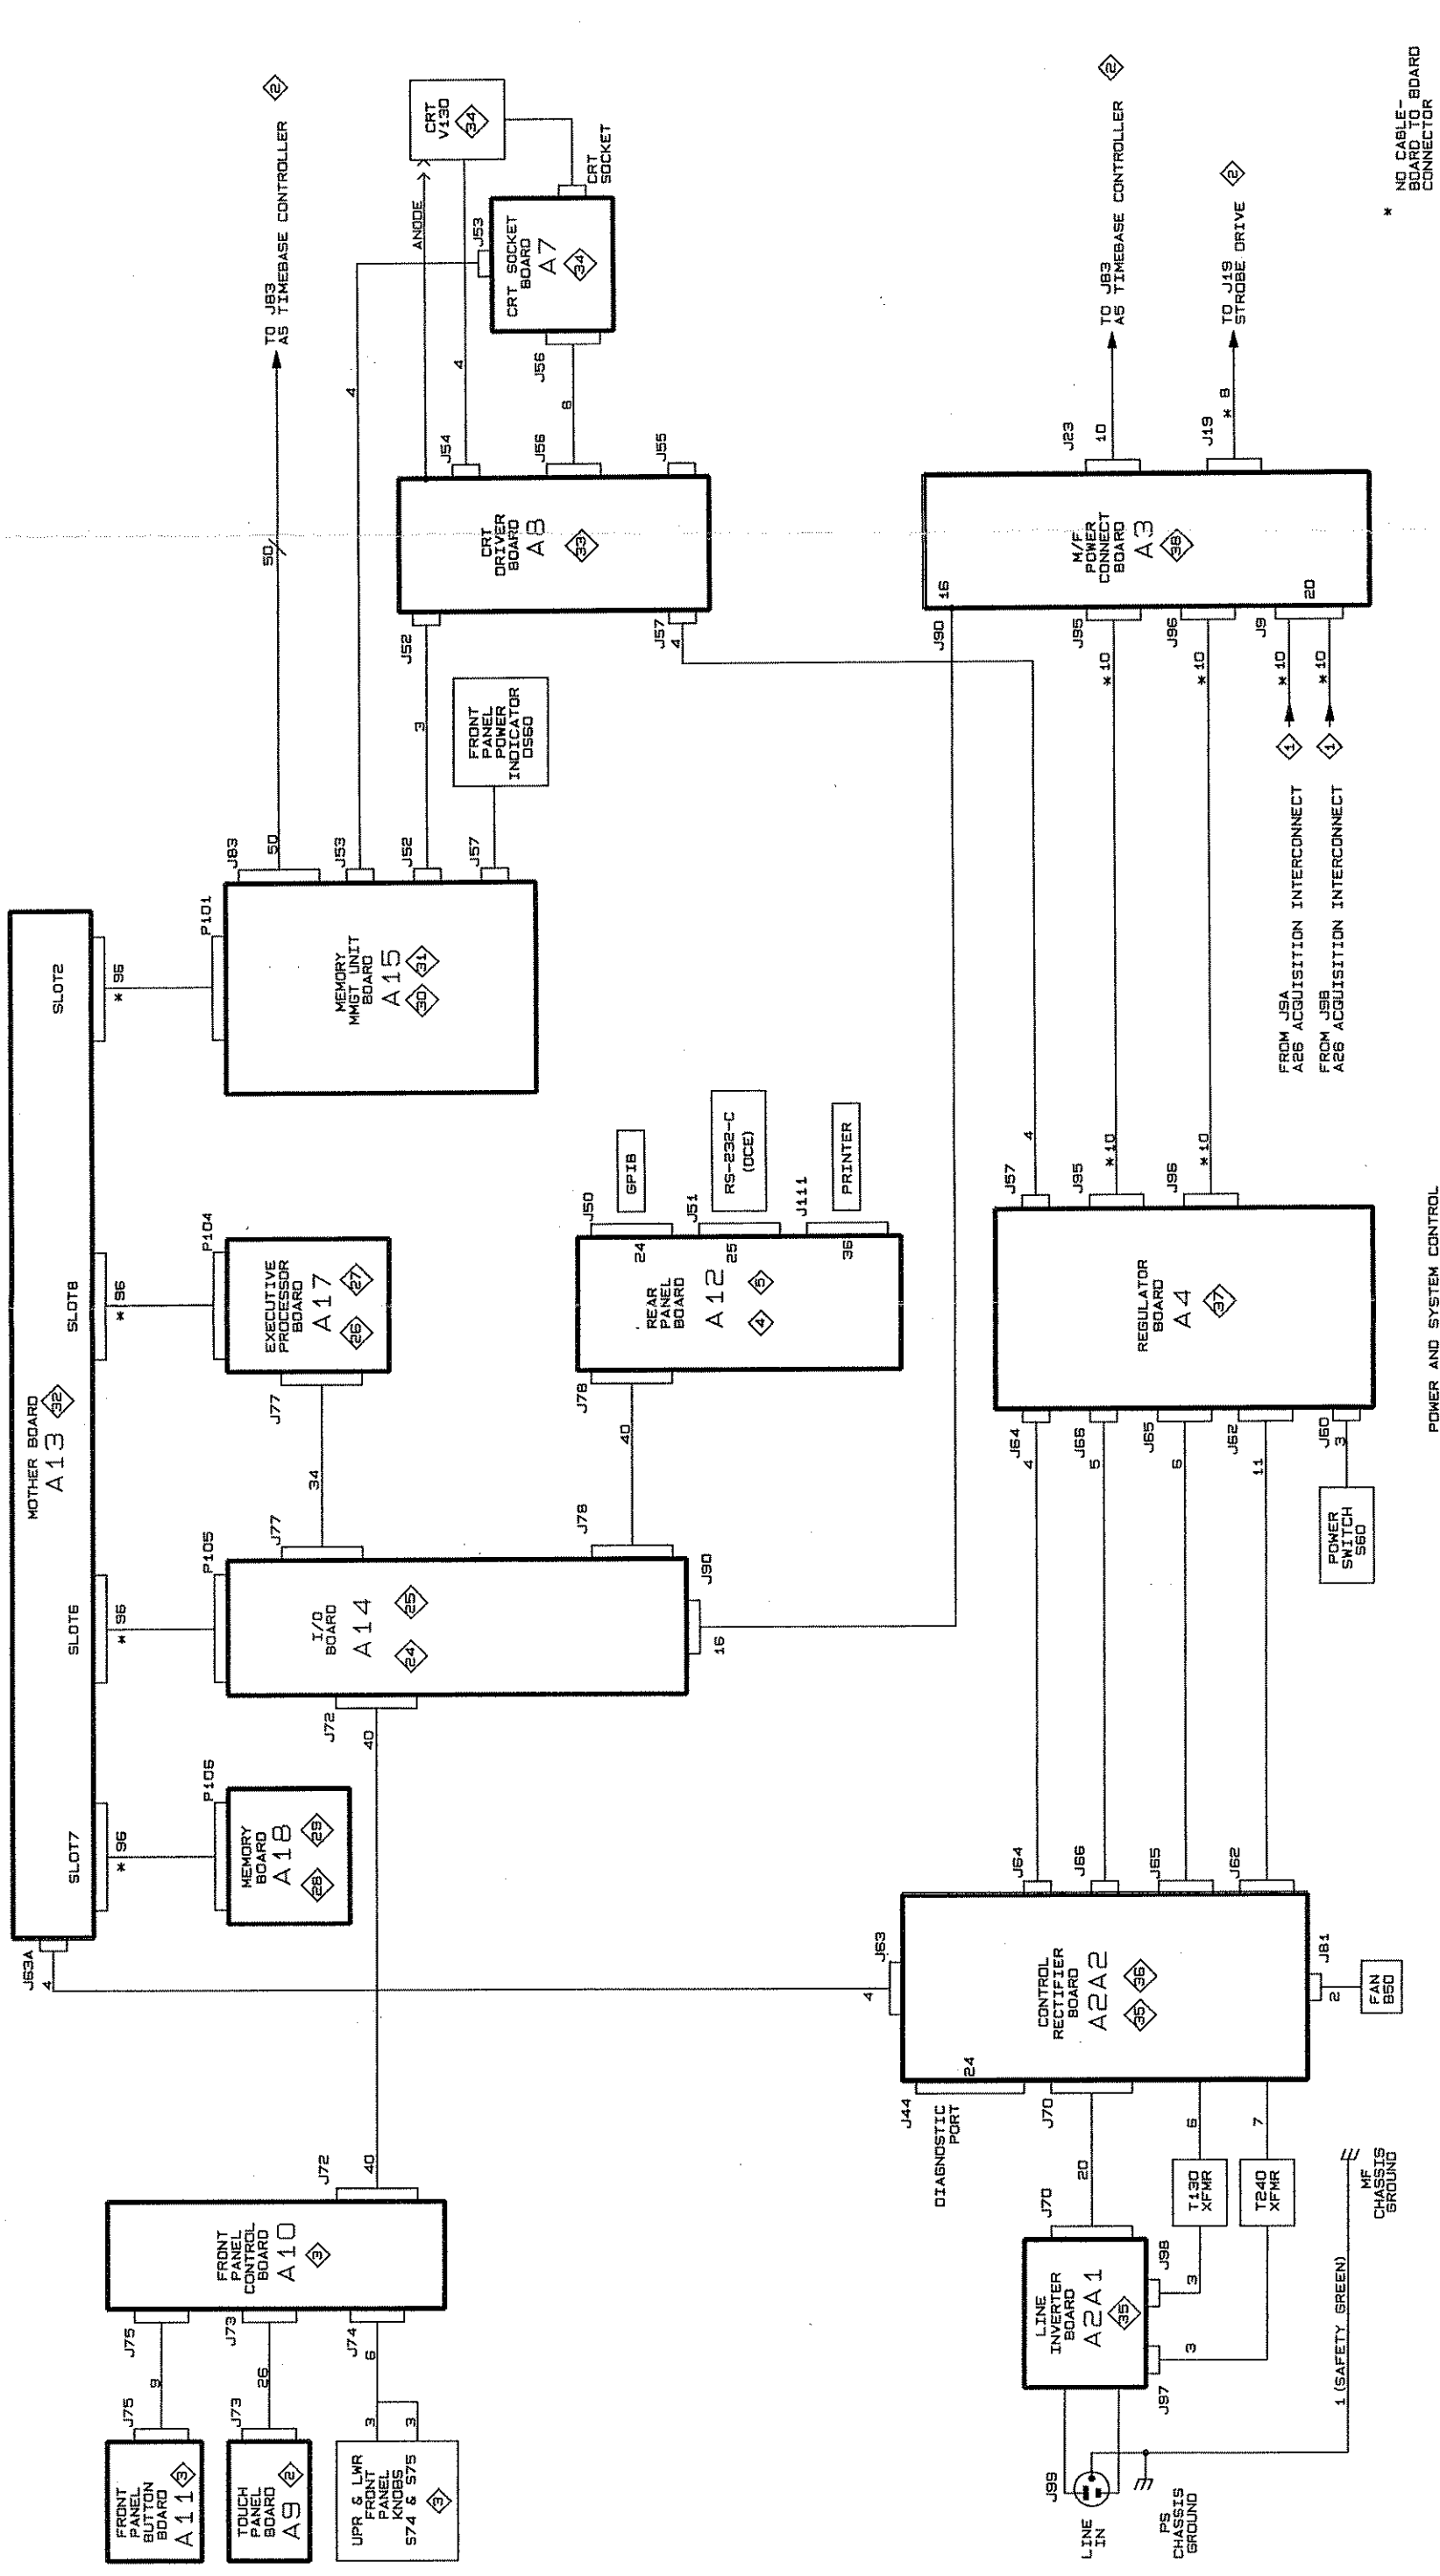 MOTHER BOARD
A13
32
J63A
4
SLOT7
SLOT6
SLOT8
SLOT2
* 96
* 96
* 96
* 96
P106
P105
P104
P101
MEMORY
BOARD
A18
28
29
I/O
BOARD
A14
24
25
J72
40
J77
J78
J90
16
34
J77
EXECUTIVE
PROCESSOR
BOARD
A17
26
27
MEMORY
MMGT UNIT
BOARD
A15
30
31
J83
50
50
TO J83
A5 TIMEBASE CONTROLLER
2
J53
4
J52
3
J57
FRONT
PANEL
POWER
INDICATOR
DS60
FRONT
PANEL
BUTTON
BOARD
A11
3
J75
9
J75
TOUCH
PANEL
BOARD
A9
2
J73
26
J73
UPR & LWR
FRONT
PANEL
KNOBS
S74 & S75
3
3
3
6
J74
FRONT
PANEL
CONTROL
BOARD
A10
3
J72
40
40
J78
REAR
PANEL
BOARD
A12
4
5
J50
24
GPIB
J51
25
RS-232-C
(DCE)
J111
36
PRINTER
J52
J57
4
CRT
DRIVER
BOARD
A8
33
J54
4
J56
6
J55
ANODE
J56
J53
CRT SOCKET
BOARD
A7
34
CRT
SOCKET
CRT
V130
34
LINE
IN
J99
PS
CHASSIS
GROUND
1 (SAFETY GREEN)
MF
CHASSIS
GROUND
LINE
INVERTER
BOARD
A2A1
35
J97
3
J98
3
J70
20
T130
XFMR
6
T240
XFMR
7
J44
DIAGNOSTIC
PORT
24
J70
J63
4
CONTROL
RECTIFIER
BOARD
A2A2
35
36
J81
2
FAN
B50
J64
J66
J65
J62
J64
4
J66
5
J65
6
J62
11
J60
3
POWER
SWITCH
S60
REGULATOR
BOARD
A4
37
J57
4
J95
* 10
J96
* 10
J90
16
J95
* 10
J96
* 10
J9
20
* 10
* 10
1
1
FROM J9A
A26 ACQUISITION INTERCONNECT
FROM J9B
A26 ACQUISITION INTERCONNECT
M/F
POWER
CONNECT
BOARD
A3
38
J23
10
TO J83
A5 TIMEBASE CONTROLLER
2
J19
* 8
TO J19
STROBE DRIVE
2
* NO CABLE-
BOARD TO BOARD
CONNECTOR
POWER AND SYSTEM CONTROL